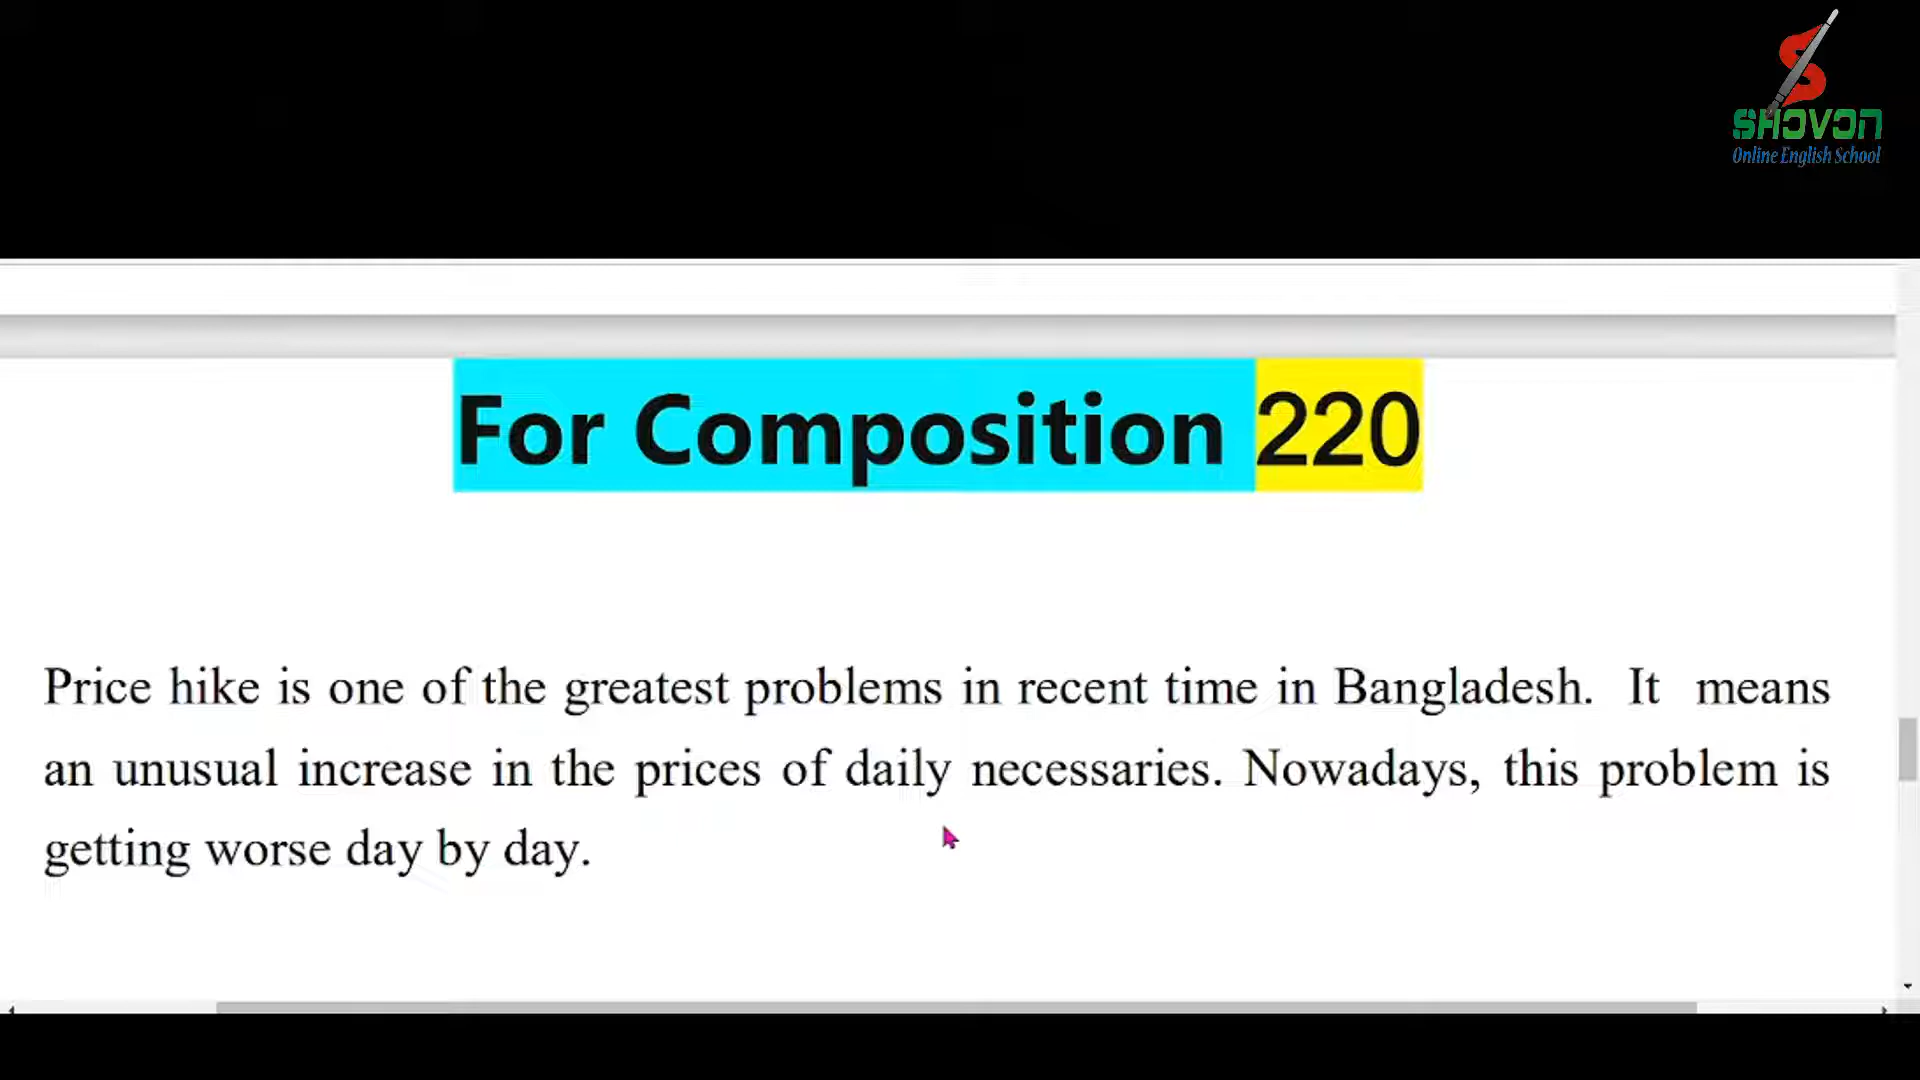 SHOVON
Online English School
For Composition 220
Price hike is one of the greatest problems in recent time in Bangladesh. It means
an unusual increase in the prices of daily necessaries. Nowadays, this problem is
getting worse day by day.